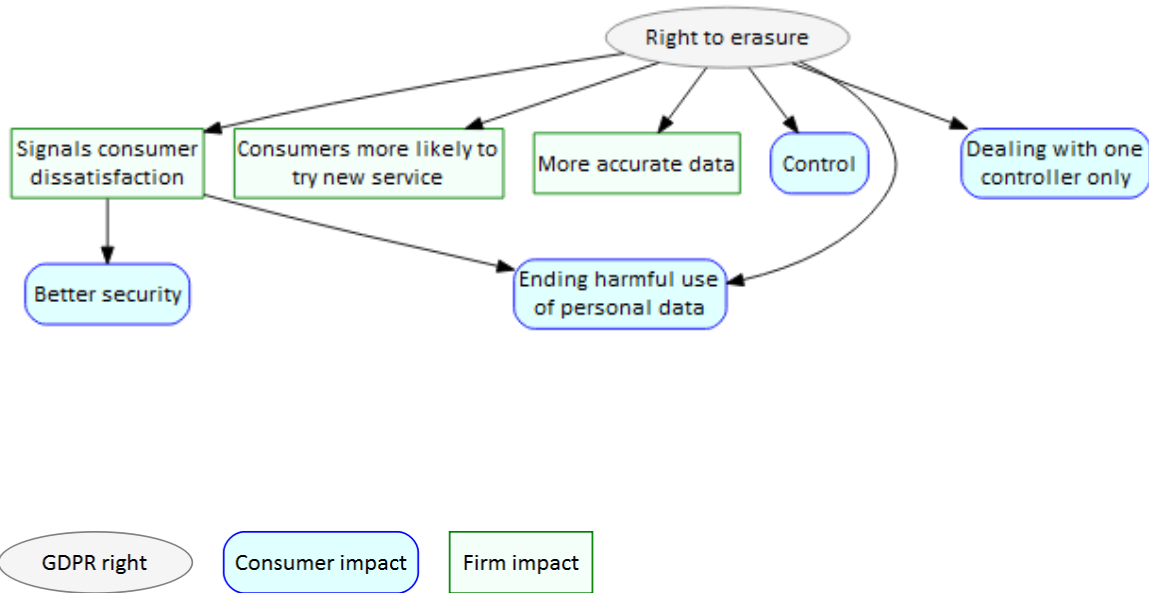 Right to erasure
Signals consumer
dissatisfaction
Consumers more likely to
try new service
More accurate data
Control
Dealing with one
controller only
Better security
Ending harmful use
of personal data
GDPR right
Consumer impact
Firm impact